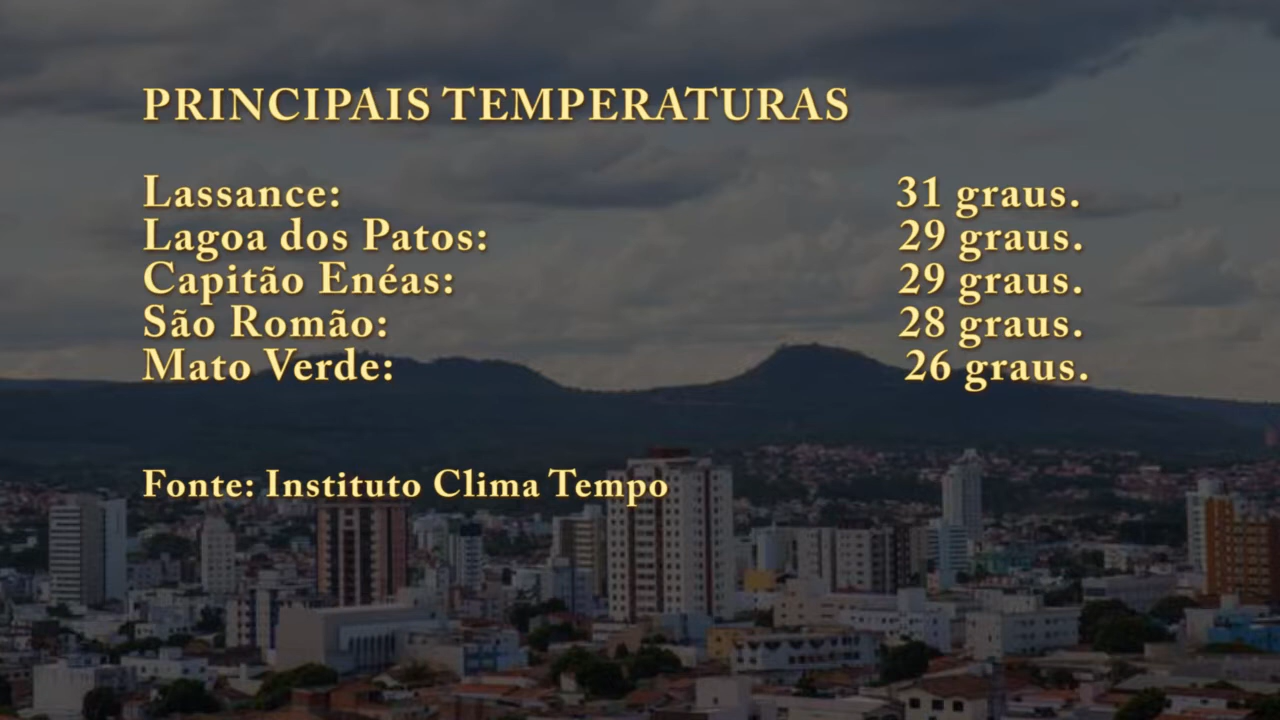 PRINCIPAIS TEMPERATURAS
Lassance: 31 graus.
Lagoa dos Patos: 29 graus.
Capitão Enéas: 29 graus.
São Romão: 28 graus.
Mato Verde: 26 graus.
Fonte: Instituto Clima Tempo